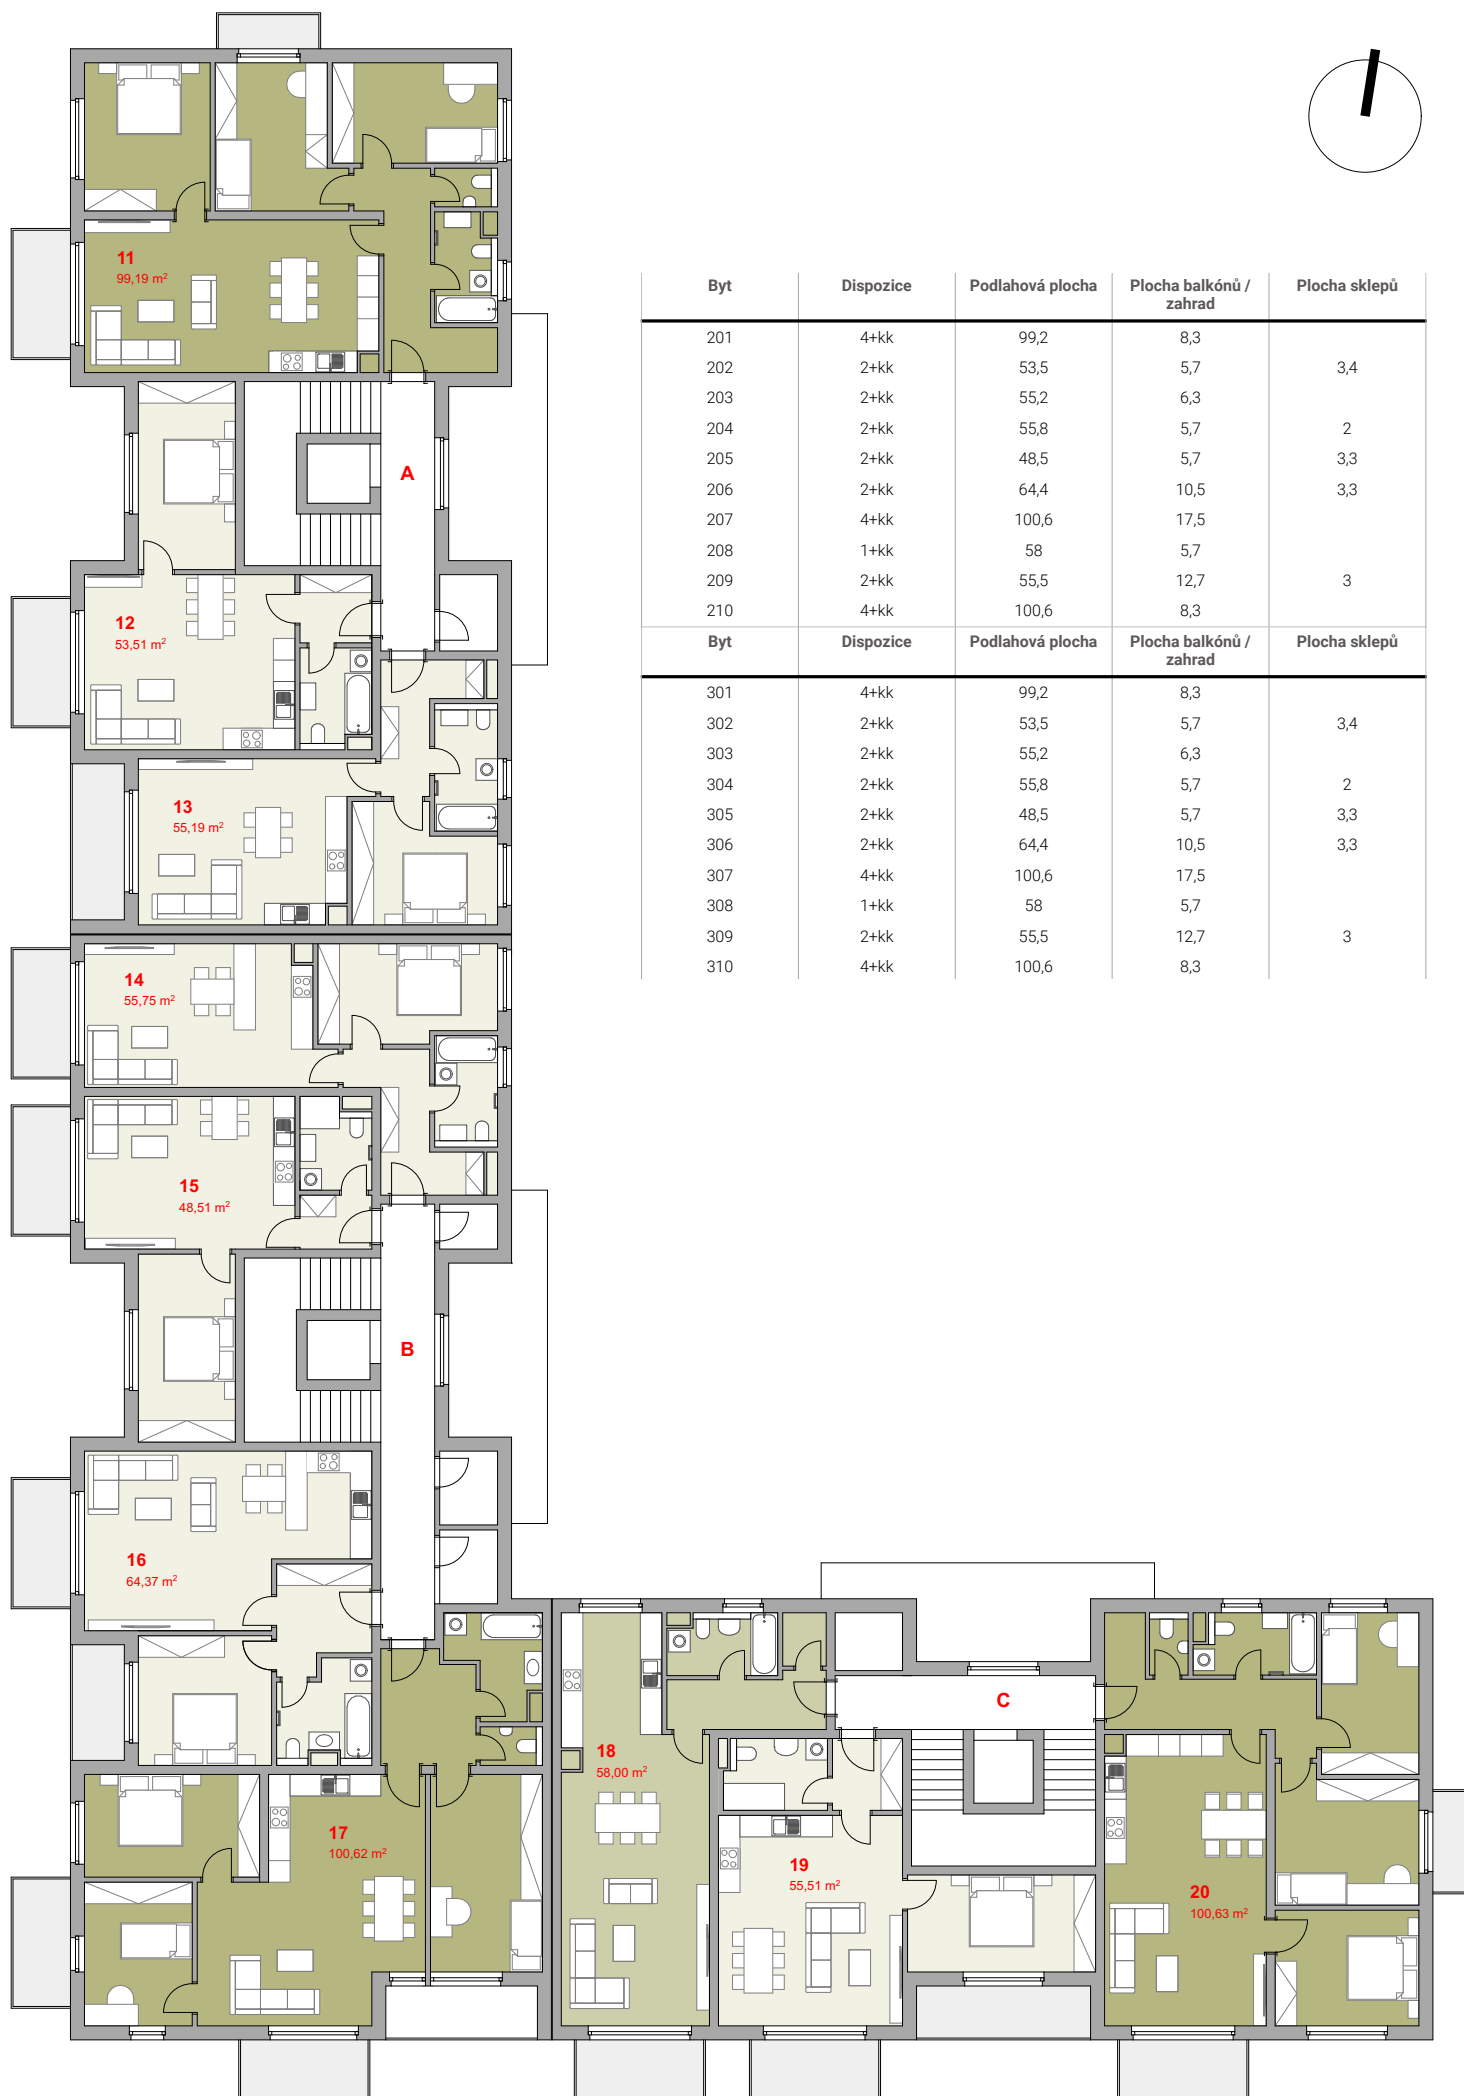 11
99,19 m²
A
12
53,51 m²
13
55,19 m²
Byt Dispozice Podlahová plocha Plocha balkónů / zahrad Plocha sklepů
201 4+kk 99,2 8,3
202 2+kk 53,5 5,7 3,4
203 2+kk 55,2 6,3
204 2+kk 55,8 5,7 2
205 2+kk 48,5 5,7 3,3
206 2+kk 64,4 10,5 3,3
207 4+kk 100,6 17,5
208 1+kk 58 5,7
209 2+kk 55,5 12,7 3
210 4+kk 100,6 8,3
Byt Dispozice Podlahová plocha Plocha balkónů / zahrad Plocha sklepů
301 4+kk 99,2 8,3
302 2+kk 53,5 5,7 3,4
303 2+kk 55,2 6,3
304 2+kk 55,8 5,7 2
305 2+kk 48,5 5,7 3,3
306 2+kk 64,4 10,5 3,3
307 4+kk 100,6 17,5
308 1+kk 58 5,7
309 2+kk 55,5 12,7 3
310 4+kk 100,6 8,3
14
55,75 m²
15
48,51 m²
B
16
64,37 m²
C
18
58,00 m²
17
100,62 m²
19
55,51 m²
20
100,63 m²